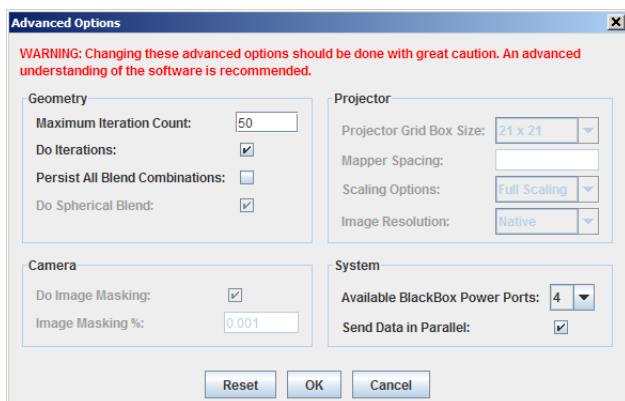 Advanced Options
WARNING: Changing these advanced options should be done with great caution. An advanced
understanding of the software is recommended.
Geometry
Maximum Iteration Count: 50
Do Iterations:
Persist All Blend Combinations:
Do Spherical Blend:
Projector
Projector Grid Box Size: 21 x 21
Mapper Spacing:
Scaling Options: Full Scaling
Image Resolution: Native
Camera
Do Image Masking:
Image Masking %: 0.001
System
Available BlackBox Power Ports: 4
Send Data in Parallel:
Reset OK Cancel